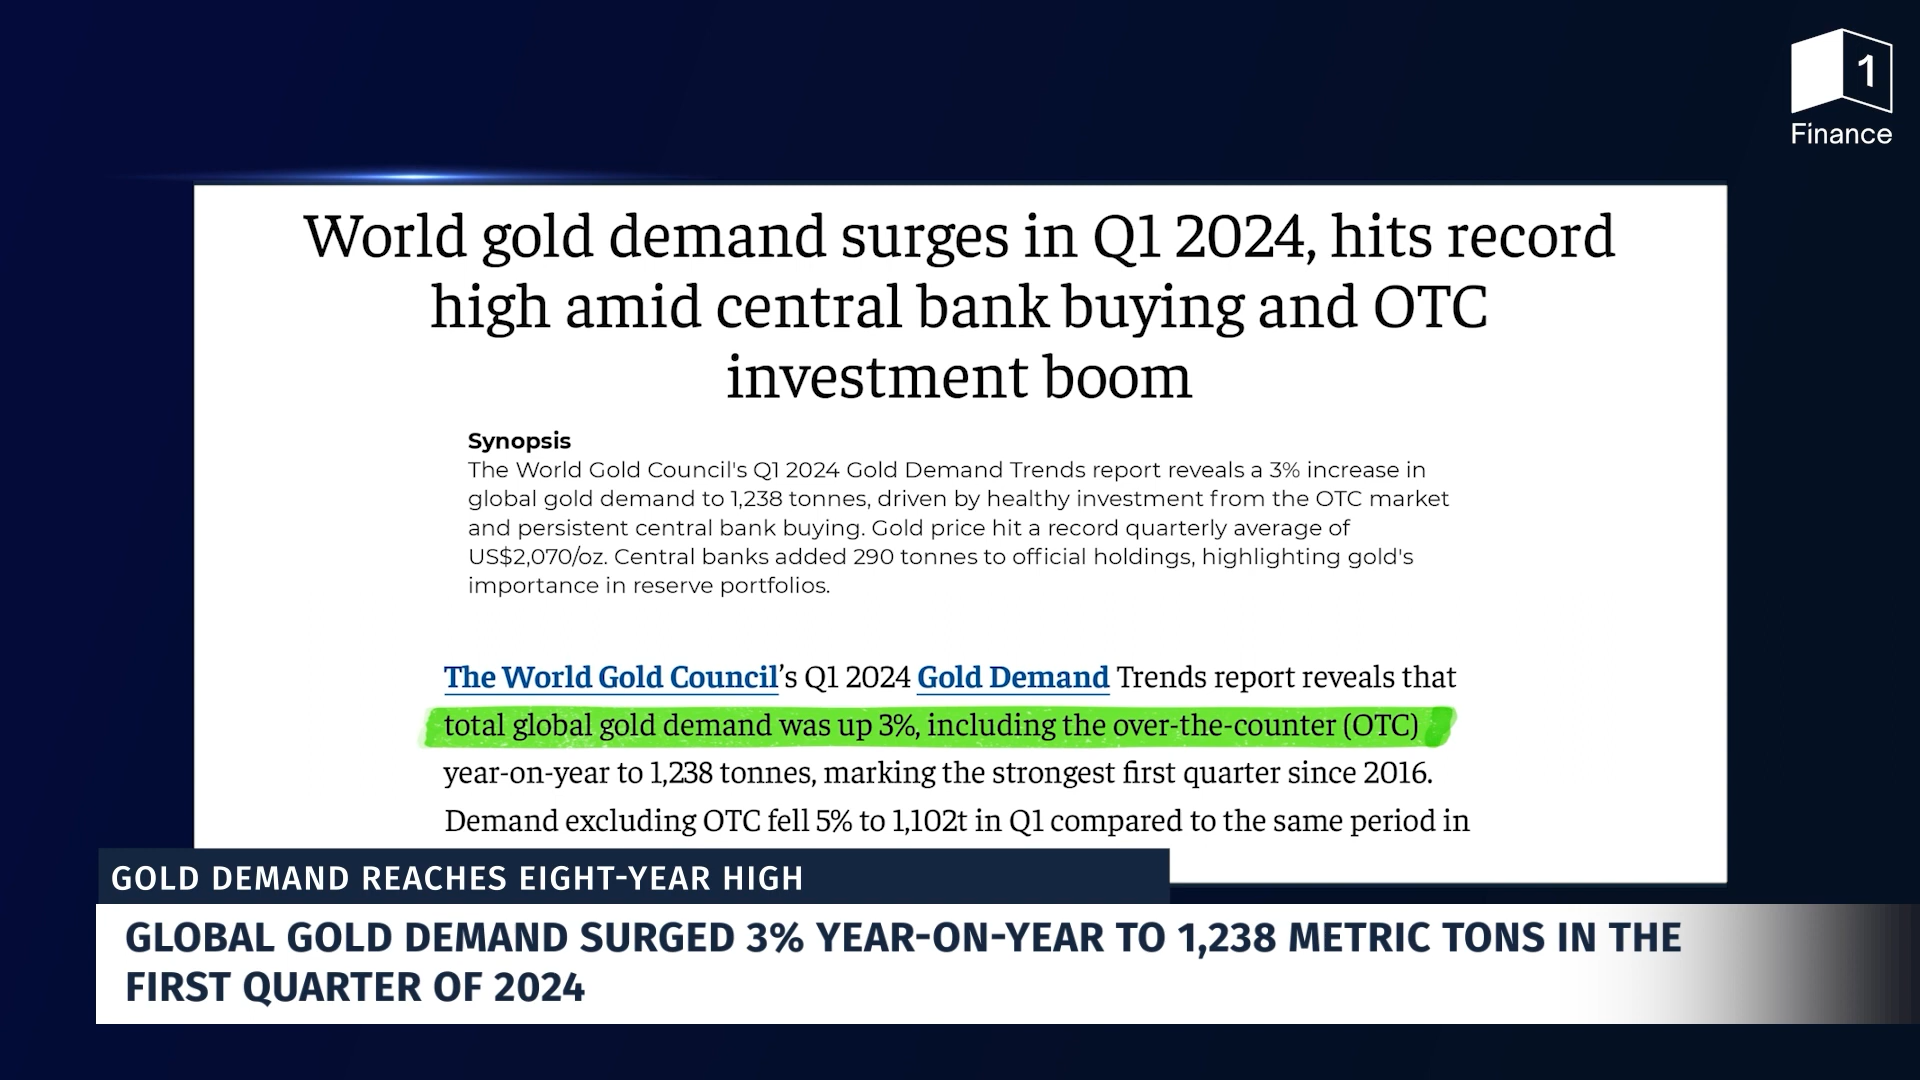 1
Finance
World gold demand surges in Q1 2024, hits record
high amid central bank buying and OTC
investment boom
Synopsis
The World Gold Council's Q1 2024 Gold Demand Trends report reveals a 3% increase in
global gold demand to 1,238 tonnes, driven by healthy investment from the OTC market
and persistent central bank buying. Gold price hit a record quarterly average of
US$2,070/oz. Central banks added 290 tonnes to official holdings, highlighting gold's
importance in reserve portfolios.
The World Gold Council’s Q1 2024 Gold Demand Trends report reveals that
total global gold demand was up 3%, including the over-the-counter (OTC)
year-on-year to 1,238 tonnes, marking the strongest first quarter since 2016.
Demand excluding OTC fell 5% to 1,102t in Q1 compared to the same period in
GOLD DEMAND REACHES EIGHT-YEAR HIGH
GLOBAL GOLD DEMAND SURGED 3% YEAR-ON-YEAR TO 1,238 METRIC TONS IN THE
FIRST QUARTER OF 2024